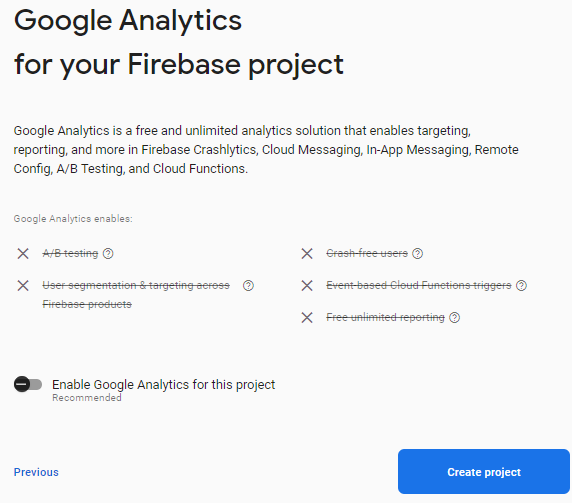 Google Analytics
for your Firebase project
Google Analytics is a free and unlimited analytics solution that enables targeting,
reporting, and more in Firebase Crashlytics, Cloud Messaging, In-App Messaging, Remote
Config, A/B Testing, and Cloud Functions.
Google Analytics enables:
A/B testing
User segmentation & targeting across
Firebase products
Crash-free users
Event-based Cloud Functions triggers
Free unlimited reporting
Enable Google Analytics for this project
Recommended
Previous
Create project